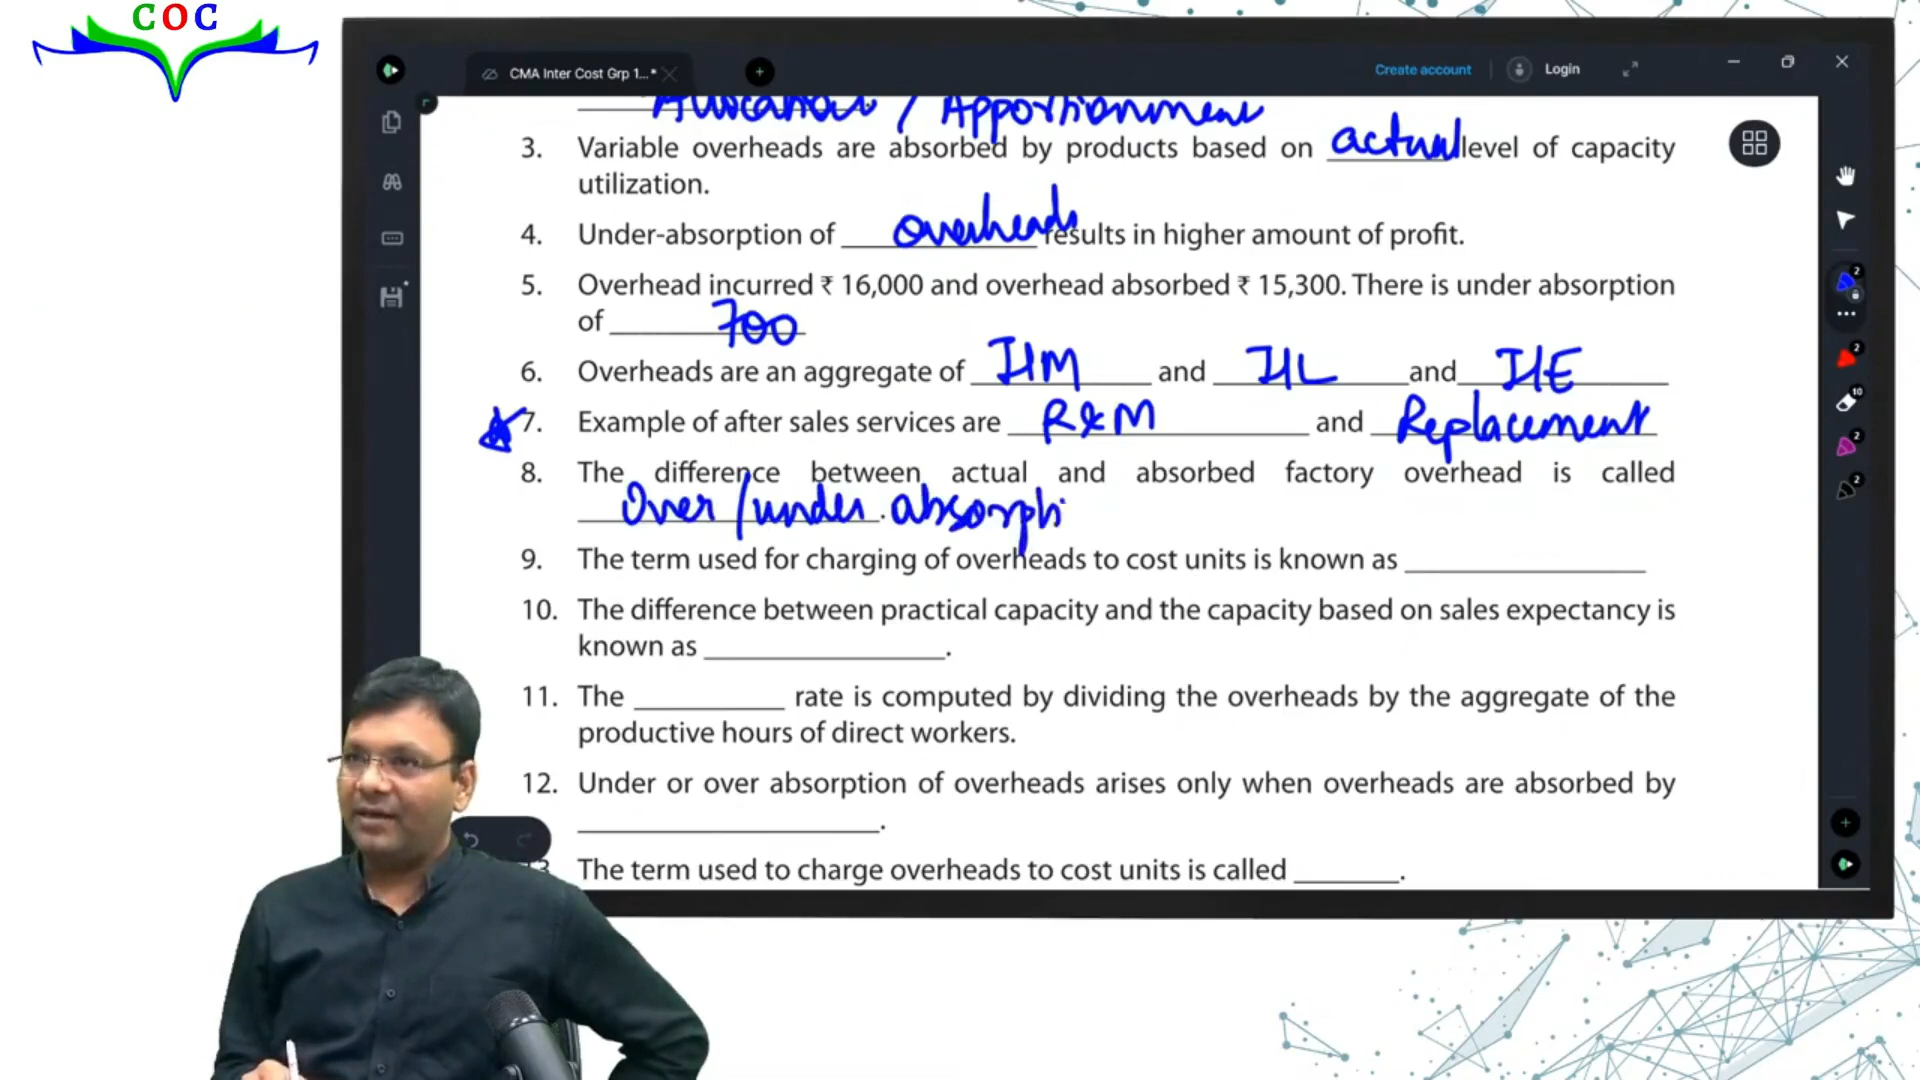 COC
CMA Inter Cost Grp 1...*
Create account
Login
/ Apportionment
3. Variable overheads are absorbed by products based on actual level of capacity
utilization.
4. Under-absorption of overheads results in higher amount of profit.
5. Overhead incurred ₹ 16,000 and overhead absorbed ₹ 15,300. There is under absorption
of 700
6. Overheads are an aggregate of IM and IL and IE
7. Example of after sales services are R&M and Replacement
8. The difference between actual and absorbed factory overhead is called
Over/under. absorpti
9. The term used for charging of overheads to cost units is known as ____________
10. The difference between practical capacity and the capacity based on sales expectancy is
known as ____________.
11. The ________ rate is computed by dividing the overheads by the aggregate of the
productive hours of direct workers.
12. Under or over absorption of overheads arises only when overheads are absorbed by
____________.
The term used to charge overheads to cost units is called ______.